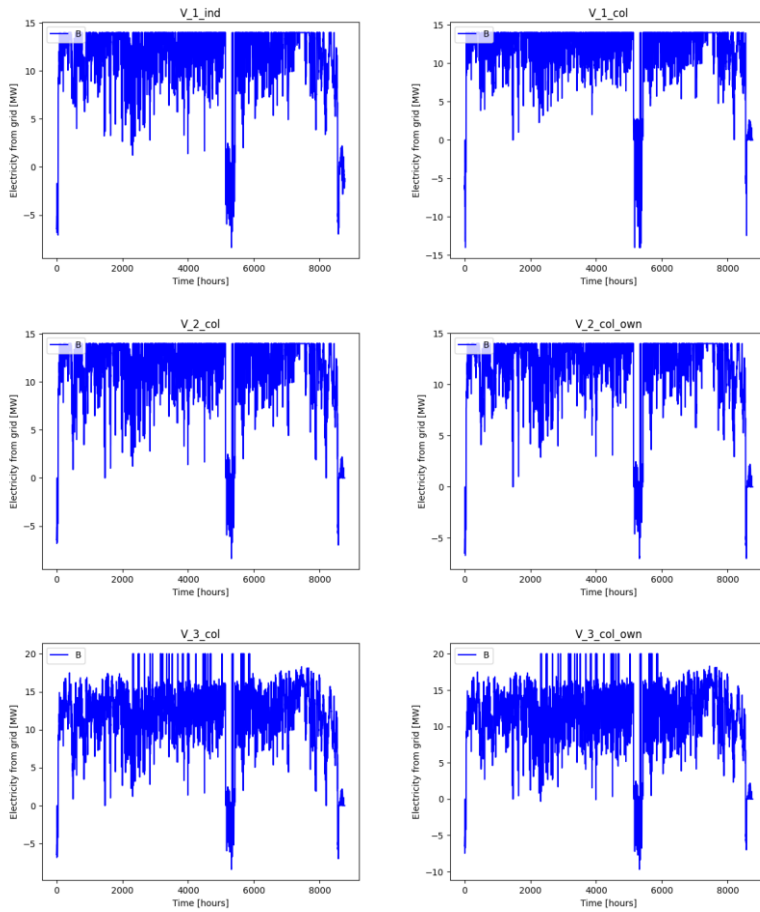 V_1_ind
V_1_col
B
B
15
10
5
0
−5
15
10
5
0
−5
−10
−15
Electricity from grid [MW]
Electricity from grid [MW]
0 2000 4000 6000 8000
0 2000 4000 6000 8000
Time [hours]
Time [hours]
V_2_col
V_2_col_own
B
B
15
10
5
0
−5
15
10
5
0
−5
Electricity from grid [MW]
Electricity from grid [MW]
0 2000 4000 6000 8000
0 2000 4000 6000 8000
Time [hours]
Time [hours]
V_3_col
V_3_col_own
B
B
20
15
10
5
0
−5
20
15
10
5
0
−5
−10
Electricity from grid [MW]
Electricity from grid [MW]
0 2000 4000 6000 8000
0 2000 4000 6000 8000
Time [hours]
Time [hours]